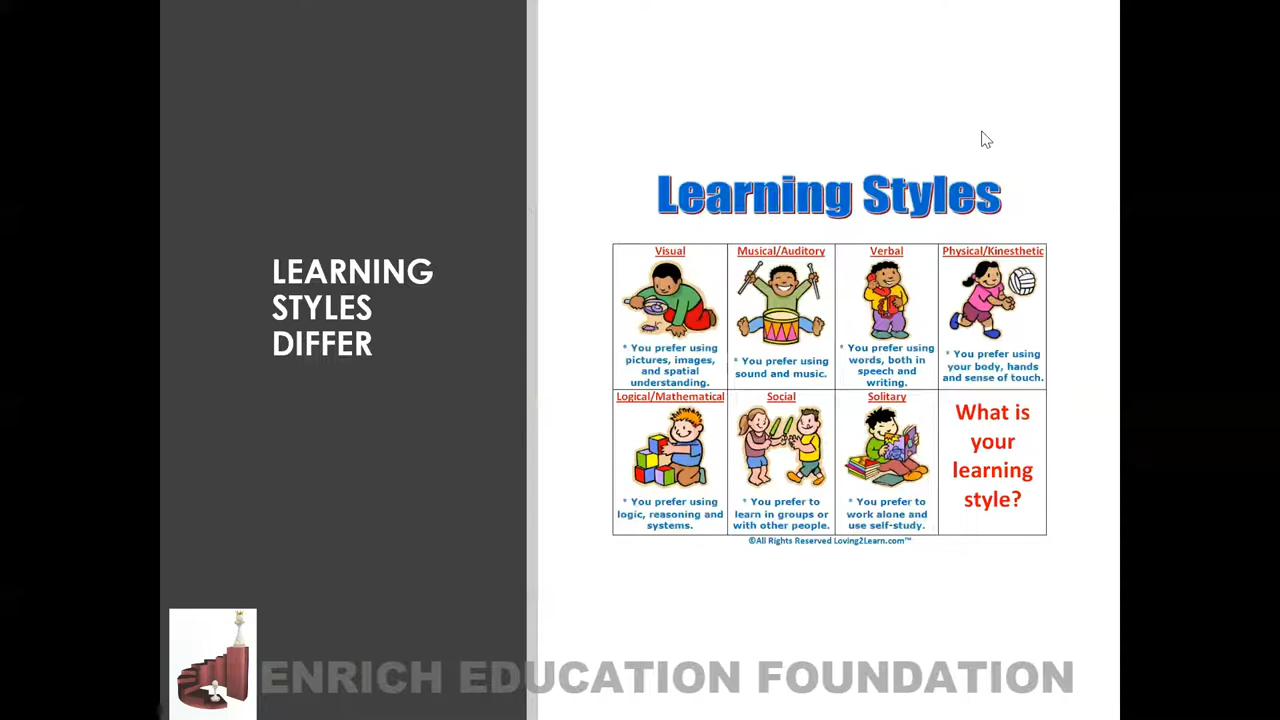 LEARNING
STYLES
DIFFER
Learning Styles
Visual
* You prefer using
pictures, images,
and spatial
understanding.
Musical/Auditory
* You prefer using
sound and music.
Verbal
* You prefer using
words, both in
speech and
writing.
Physical/Kinesthetic
* You prefer using
your body, hands
and sense of touch.
Logical/Mathematical
* You prefer using
logic, reasoning and
systems.
Social
* You prefer to
learn in groups or
with other people.
Solitary
* You prefer to
work alone and
use self-study.
What is
your
learning
style?
©All Rights Reserved Loving2Learn.com™
ENRICH EDUCATION FOUNDATION